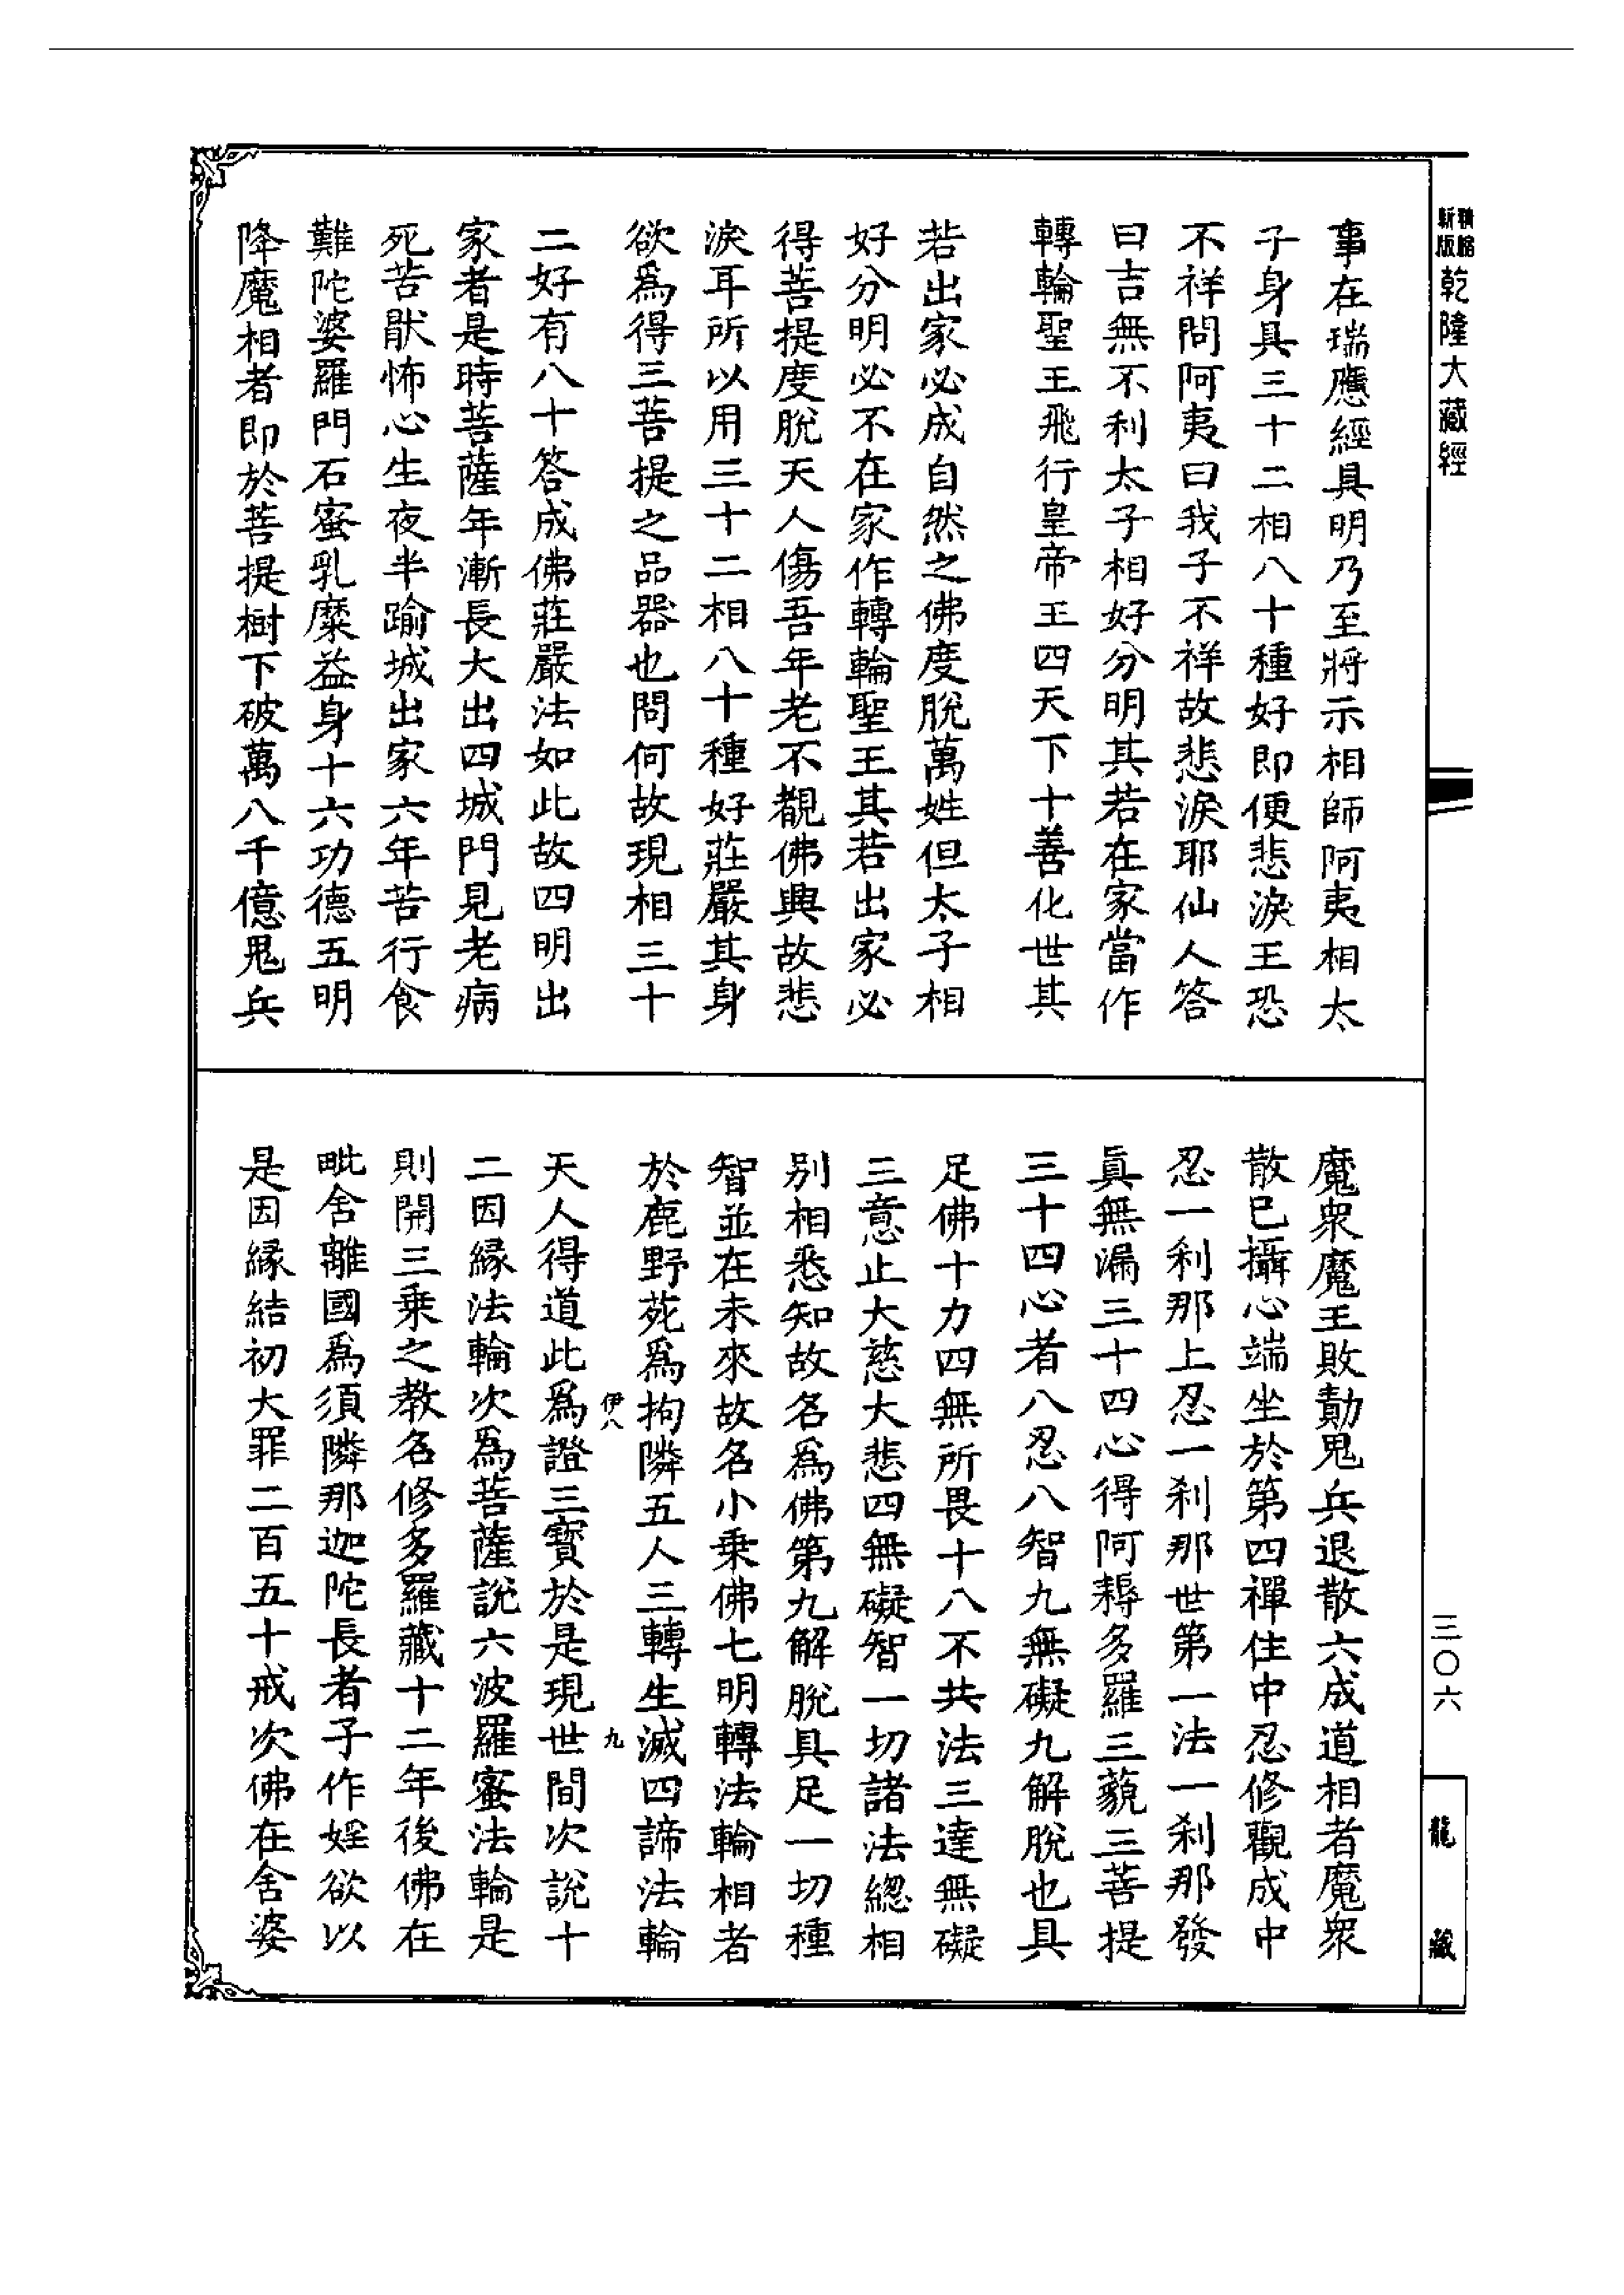 精縮
新版
乾隆大藏經
事在瑞應經具明乃至將示相師阿夷相太
子身具三十二相八十種好即便悲淚王恐
不祥問阿夷曰我子不祥故悲淚耶仙人答
曰吉無不利太子相好分明其若在家當作
轉輪聖王飛行皇帝王四天下十善化世其
若出家必成自然之佛度脫萬姓但太子相
好分明必不在家作轉輪聖王其若出家必
得菩提度脫天人傷吾年老不覩佛興故悲
淚耳所以用三十二相八十種好莊嚴其身
欲爲得三菩提之品器也問何故現相三十
二好有八十答成佛莊嚴法如此故四明出
家者是時菩薩年漸長大出四城門見老病
死苦猒怖心生夜半踰城出家六年苦行食
難陀婆羅門石蜜乳糜益身十六功德五明
降魔相者即於菩提樹下破萬八千億鬼兵
魔衆魔王敗勣鬼兵退散六成道相者魔衆
散已攝心端坐於第四禪住中忍修觀成中
忍一利那上忍一刹那世第一法一刹那發
眞無漏三十四心得阿耨多羅三藐三菩提
三十四心者八忍八智九無礙九解脫也具
足佛十力四無所畏十八不共法三達無礙
三意止大慈大悲四無礙智一切諸法總相
別相悉知故名爲佛第九解脫具足一切種
智並在未來故名小乘佛七明轉法輪相者
於鹿野苑爲拘隣五人三轉生滅四諦法輪
伊八
九
天人得道此爲證三寶於是現世間次說十
二因緣法輪次爲菩薩說六波羅蜜法輪是
則開三乘之教名修多羅藏十二年後佛在
毗舍離國爲須隣那迦陀長者子作婬欲以
是因緣結初大罪二百五十戒次佛在舍婆
三〇六
龍藏